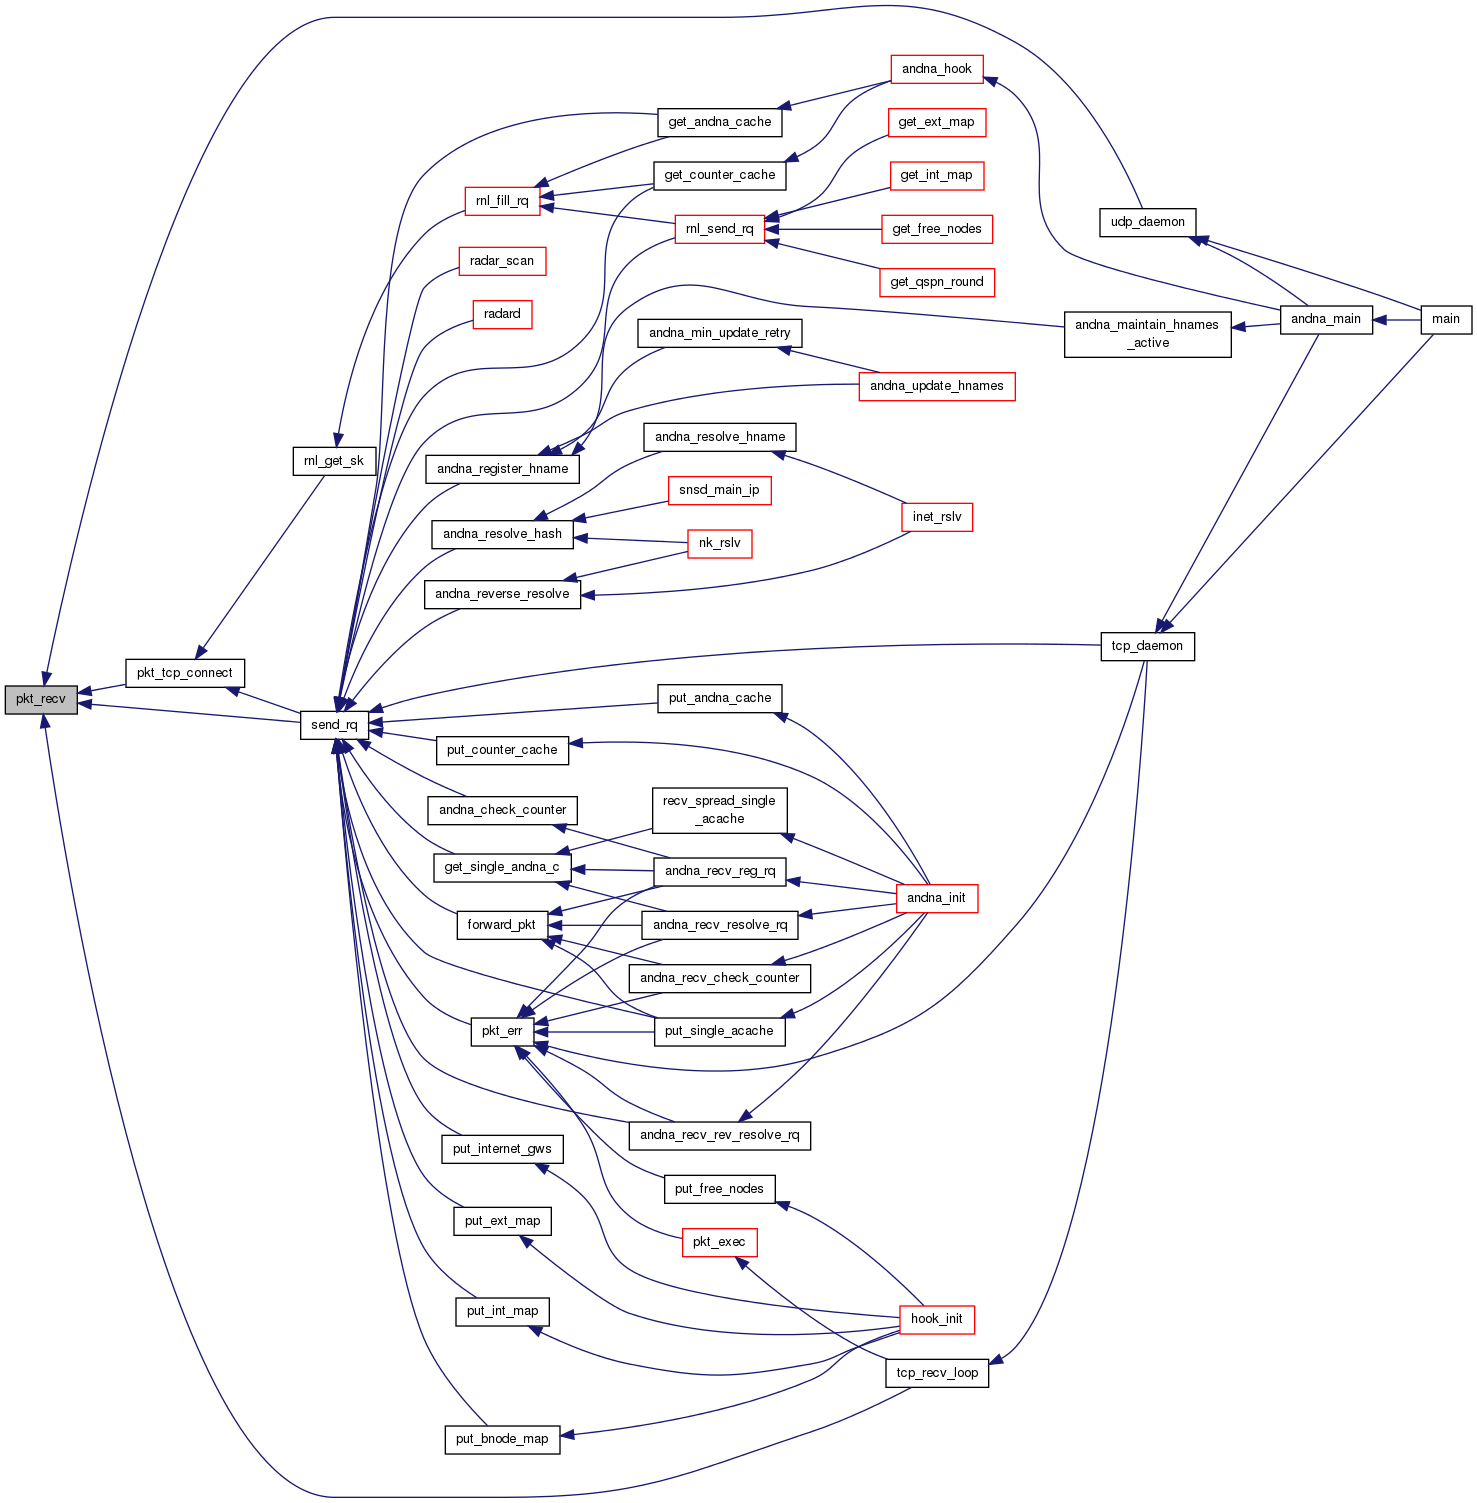 andna_hook
get_andna_cache
get_ext_map
get_counter_cache
get_int_map
rnl_fill_rq
udp_daemon
rnl_send_rq
get_free_nodes
radar_scan
get_qspn_round
radard
andna_maintain_hnames
_active
andna_main
main
andna_min_update_retry
andna_update_hnames
andna_resolve_hname
rnl_get_sk
andna_register_hname
snsd_main_ip
inet_rslv
andna_resolve_hash
nk_rslv
andna_reverse_resolve
tcp_daemon
pkt_tcp_connect
pkt_recv
put_andna_cache
send_rq
put_counter_cache
recv_spread_single
_acache
andna_check_counter
get_single_andna_c
andna_recv_reg_rq
andna_init
forward_pkt
andna_recv_resolve_rq
andna_recv_check_counter
pkt_err
put_single_acache
andna_recv_rev_resolve_rq
put_internet_gws
put_free_nodes
put_ext_map
pkt_exec
put_int_map
hook_init
tcp_recv_loop
put_bnode_map